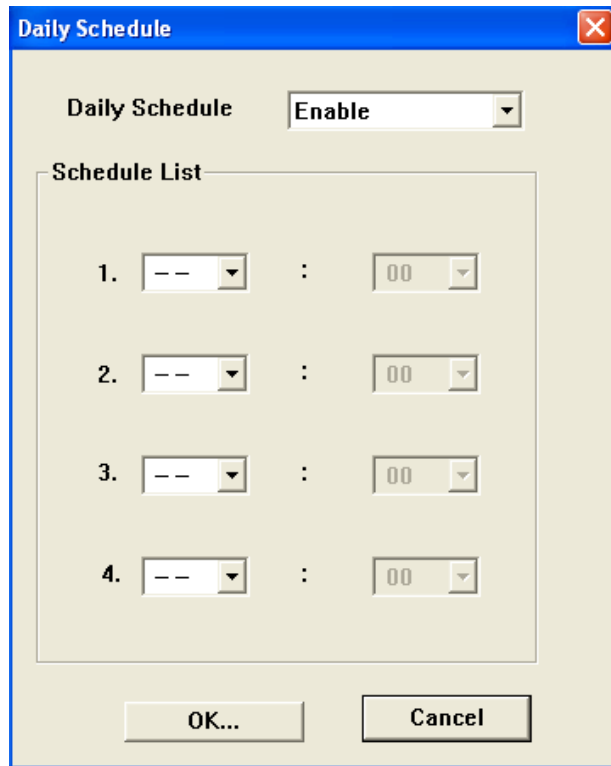 Daily Schedule
Daily Schedule Enable
Schedule List
1. -- : 00
2. -- : 00
3. -- : 00
4. -- : 00
OK... Cancel